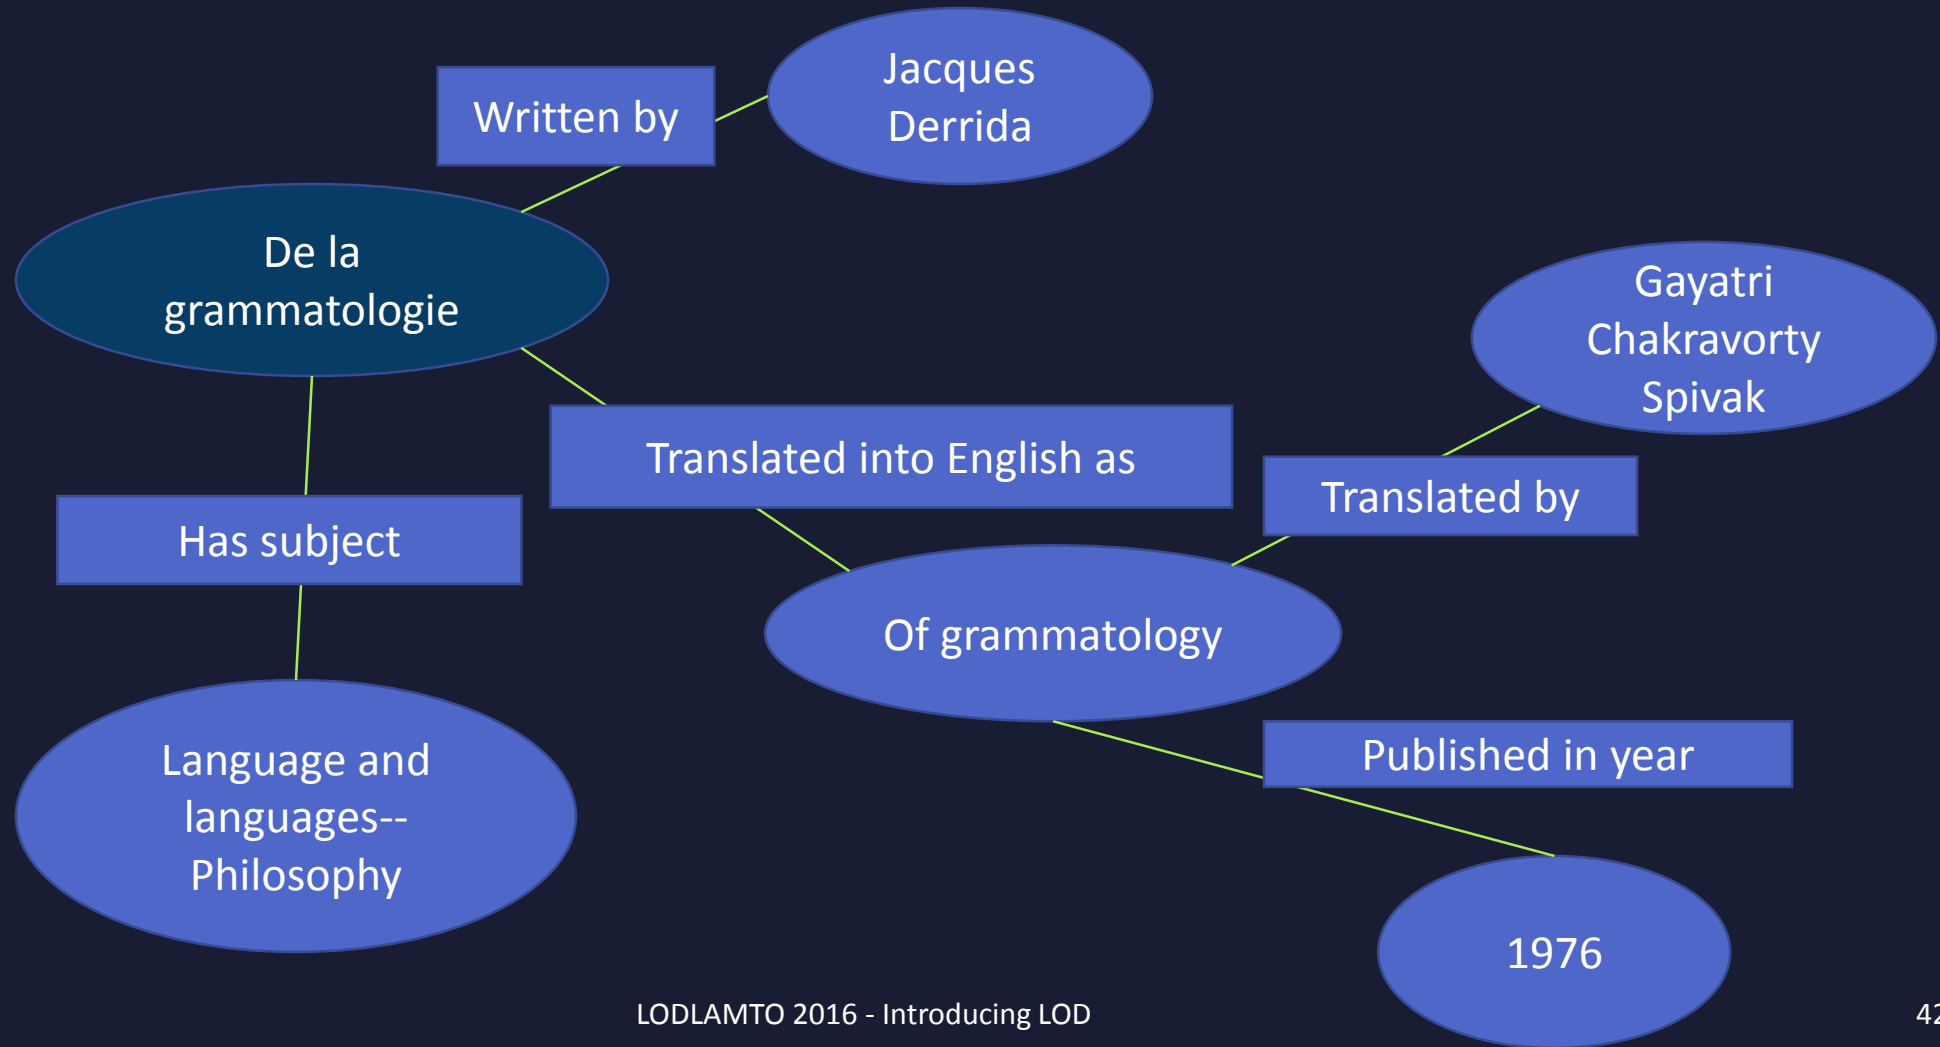 Jacques
Derrida
Written by
De la
grammatologie
Gayatri
Chakravorty
Spivak
Translated into English as
Translated by
Has subject
Of grammatology
Language and
languages--
Philosophy
Published in year
1976
LODLAMTO 2016 - Introducing LOD
42